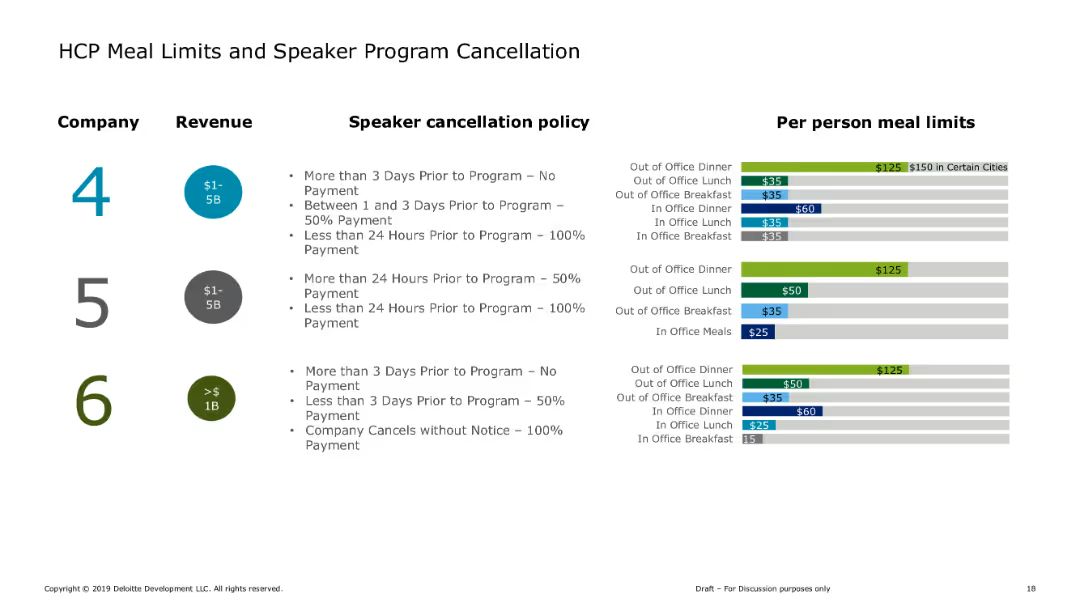 HCP Meal Limits and Speaker Program Cancellation
Company
Revenue
Speaker cancellation policy
Per person meal limits
4
$1-
5B
• More than 3 Days Prior to Program – No
Payment
• Between 1 and 3 Days Prior to Program –
50% Payment
• Less than 24 Hours Prior to Program – 100%
Payment
Out of Office Dinner $125 $150 in Certain Cities
Out of Office Lunch $35
Out of Office Breakfast $35
In Office Dinner $60
In Office Lunch $35
In Office Breakfast $35
5
$1-
5B
• More than 24 Hours Prior to Program – 50%
Payment
• Less than 24 Hours Prior to Program – 100%
Payment
Out of Office Dinner $125
Out of Office Lunch $50
Out of Office Breakfast $35
In Office Meals $25
6
>$
1B
• More than 3 Days Prior to Program – No
Payment
• Less than 3 Days Prior to Program – 50%
Payment
• Company Cancels without Notice – 100%
Payment
Out of Office Dinner $125
Out of Office Lunch $50
Out of Office Breakfast $35
In Office Dinner $60
In Office Lunch $25
In Office Breakfast 15
Copyright © 2019 Deloitte Development LLC. All rights reserved.
Draft – For Discussion purposes only
18